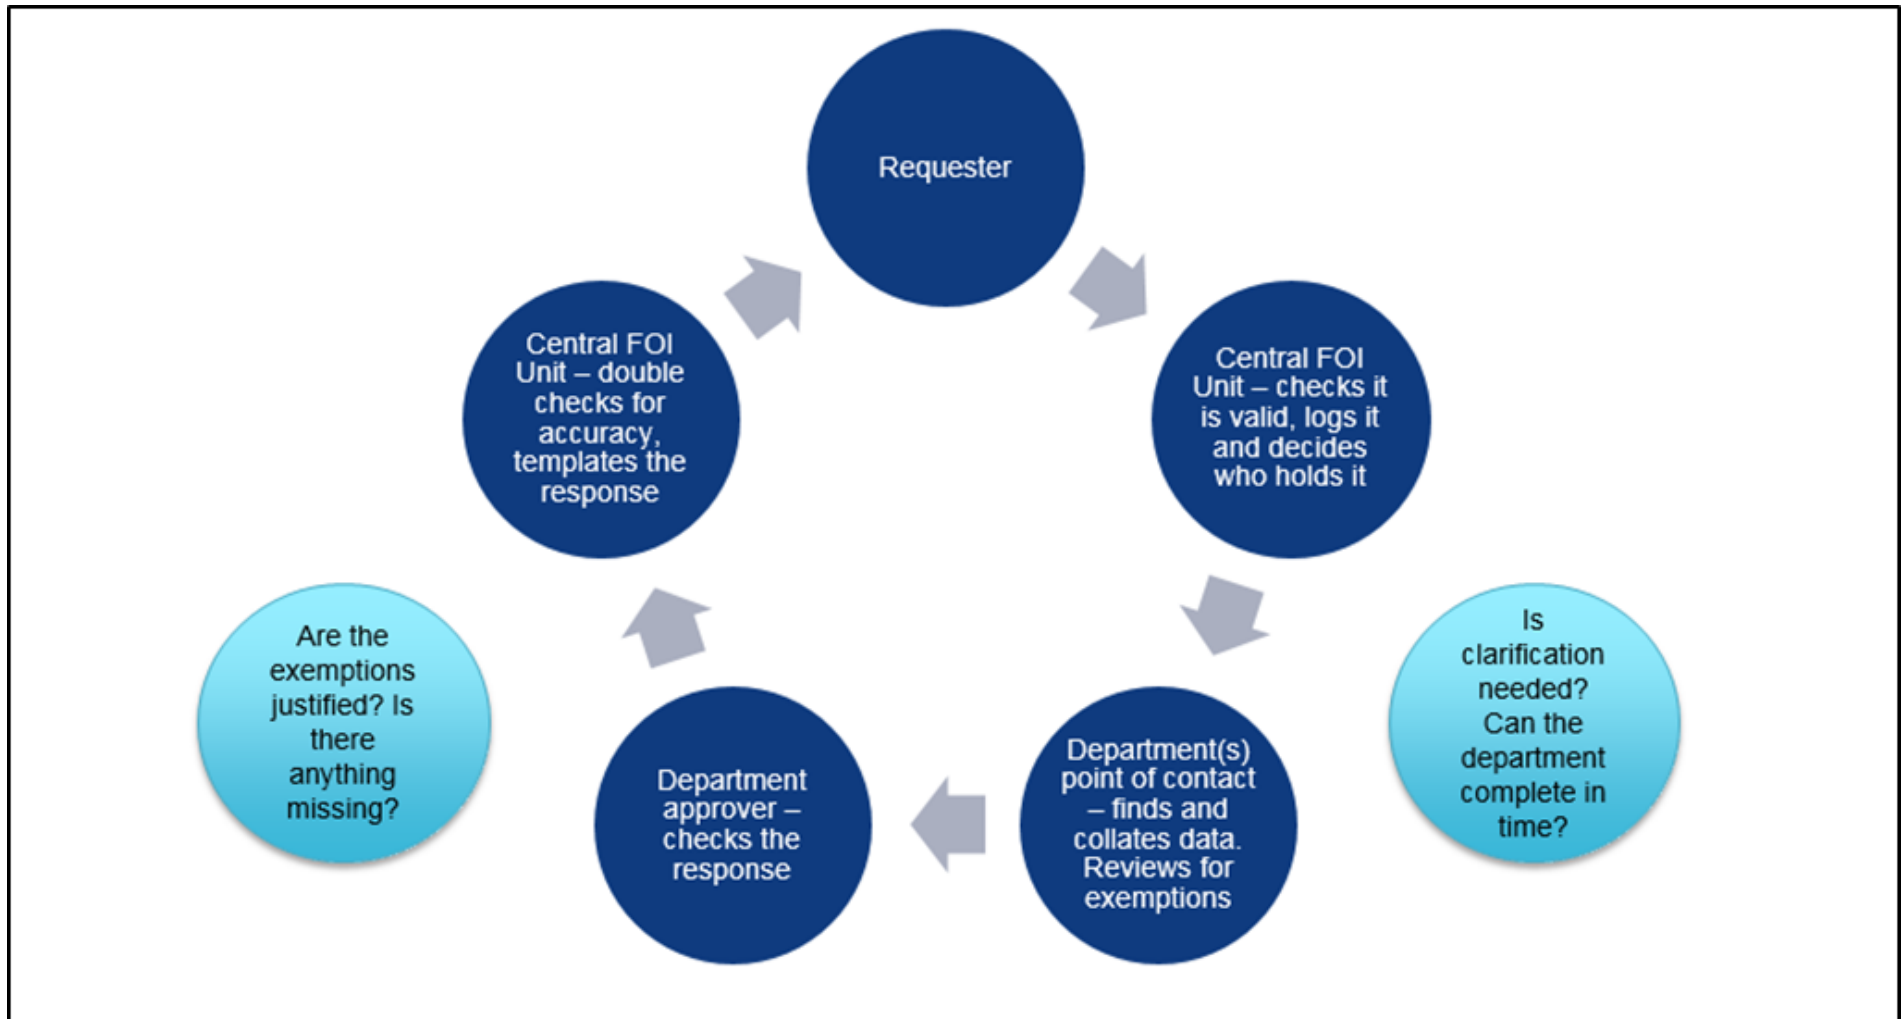 Requester
Central FOI
Unit – checks it
is valid, logs it
and decides
who holds it
Is
clarification
needed?
Can the
department
complete in
time?
Department(s)
point of contact
– finds and
collates data.
Reviews for
exemptions
Department
approver –
checks the
response
Are the
exemptions
justified? Is
there
anything
missing?
Central FOI
Unit – double
checks for
accuracy,
templates the
response